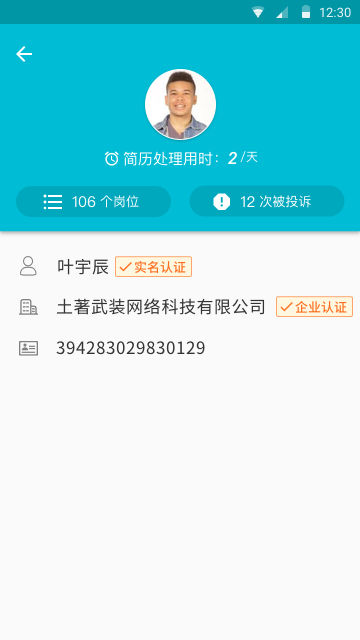 12:30
简历处理用时：2/天
106 个岗位
12 次被投诉
叶宇辰 实名认证
土著武装网络科技有限公司 企业认证
394283029830129